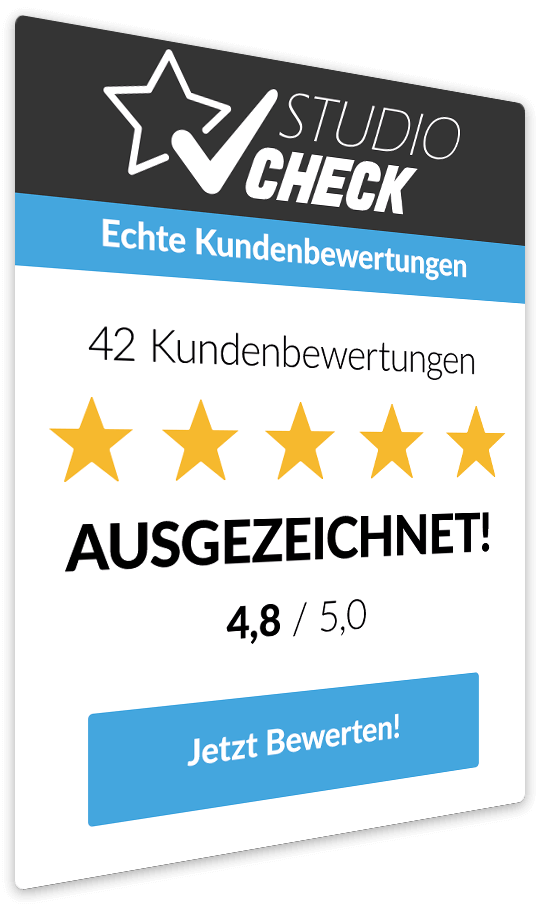 STUDIO
CHECK
Echte Kundenbewertungen
42 Kundenbewertungen
AUSGEZEICHNET!
4,8 / 5,0
Jetzt Bewerten!